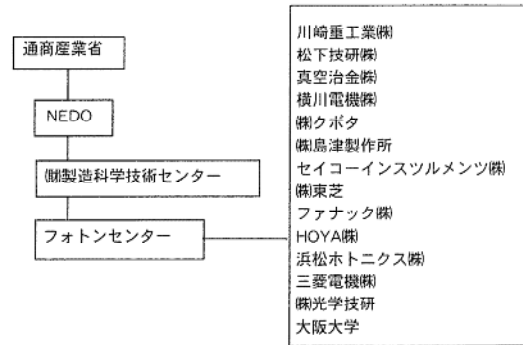 通商産業省
NEDO
㈶製造科学技術センター
フォトンセンター
川崎重工業㈱
松下技研㈱
真空冶金㈱
横川電機㈱
㈱クボタ
㈱島津製作所
セイコーインスツルメンツ㈱
㈱東芝
ファナック㈱
HOYA㈱
浜松ホトニクス㈱
三菱電機㈱
㈱光学技研
大阪大学